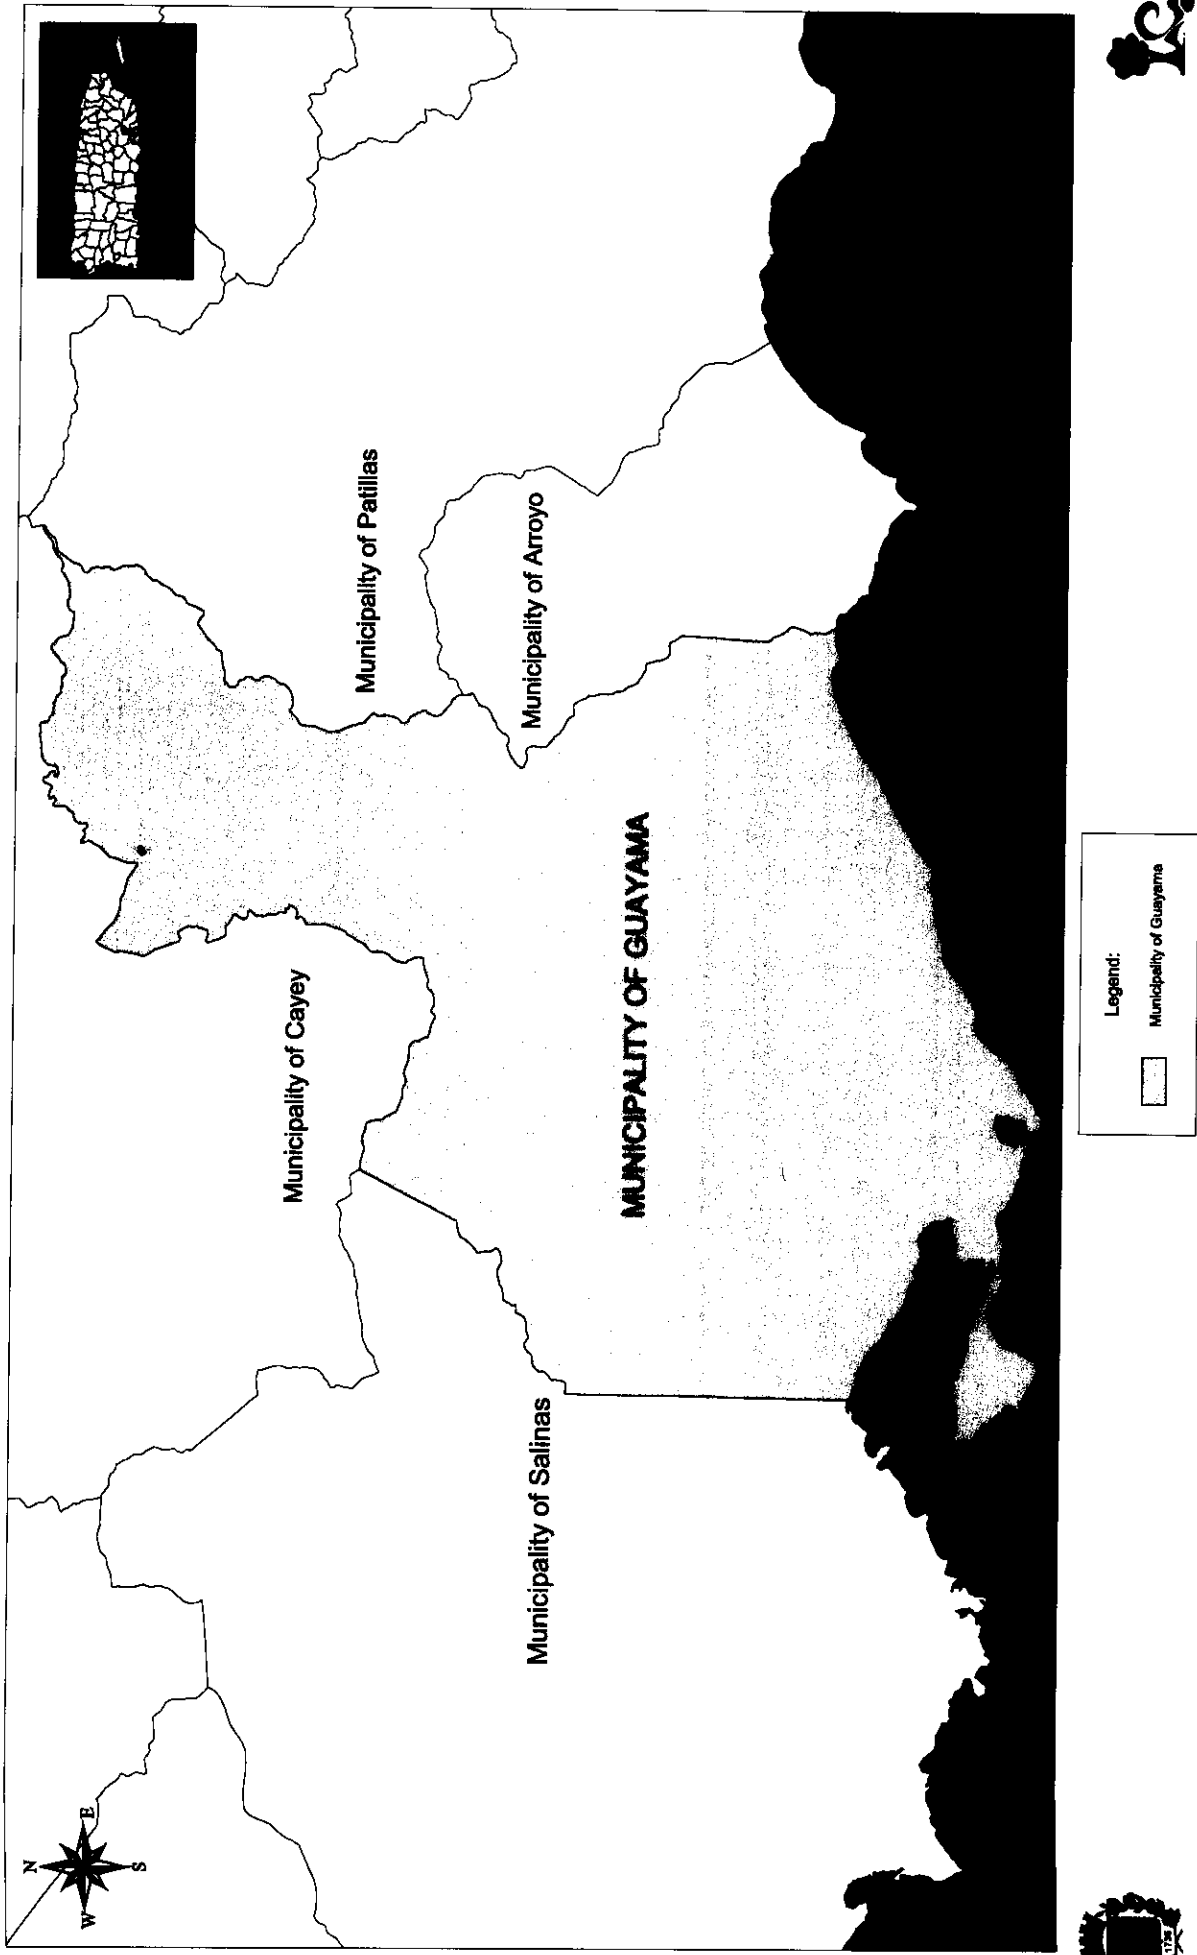 N
W
E
S
Municipality of Cayey
Municipality of Patillas
Municipality of Salinas
Municipality of Arroyo
MUNICIPALITY OF GUAYAMA
Legend:
Municipality of Guayama
1736